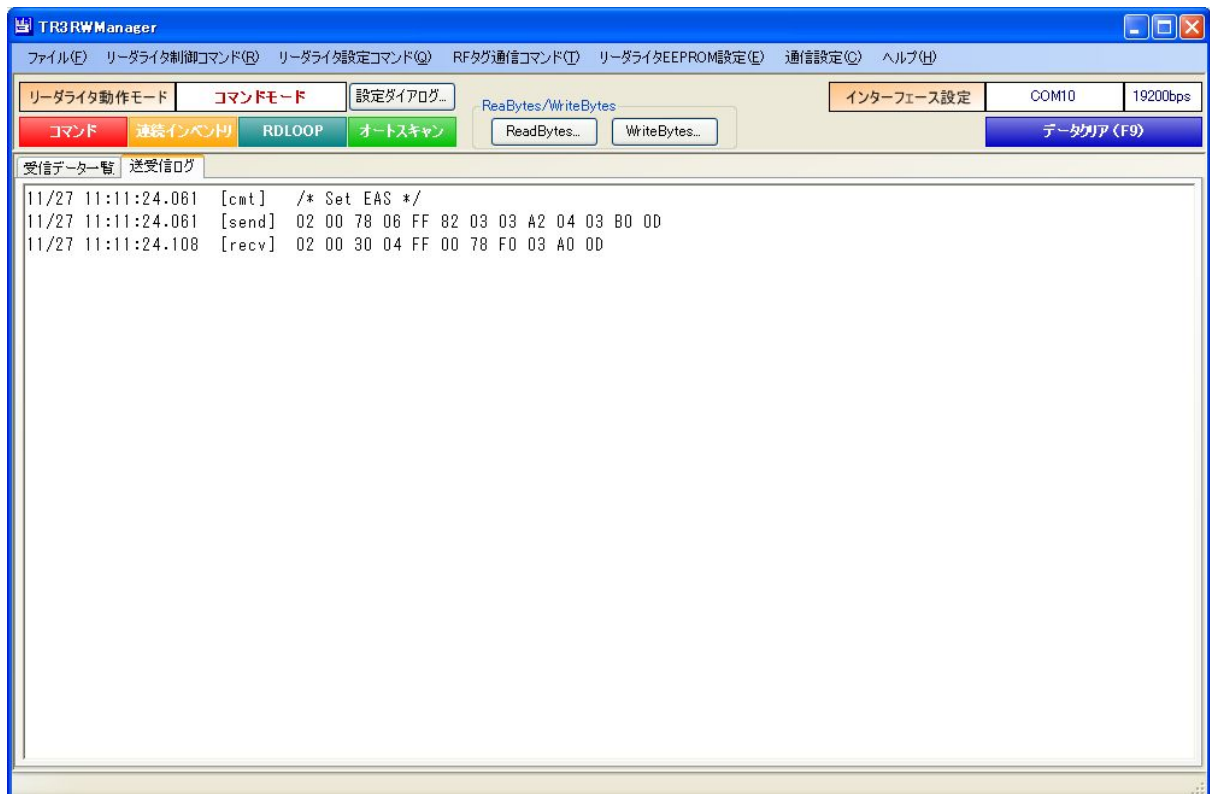 TR3RWManager
ファイル(F) リーダライタ制御コマンド(R) リーダライタ設定コマンド(Q) RFタグ通信コマンド(T) リーダライタEEPROM設定(E) 通信設定(C) ヘルプ(H)
リーダライタ動作モード コマンドモード 設定ダイアログ... ReaBytes/WriteBytes インターフェース設定 COM10 19200bps
コマンド 連続インベントリ RDLOOP オートスキャン ReadBytes... WriteBytes... データクリア(F9)
受信データ一覧 送受信ログ
11/27 11:11:24.061 [cmt] /* Set EAS */
11/27 11:11:24.061 [send] 02 00 78 06 FF 82 03 03 A2 04 03 B0 0D
11/27 11:11:24.108 [recv] 02 00 30 04 FF 00 78 F0 03 A0 0D